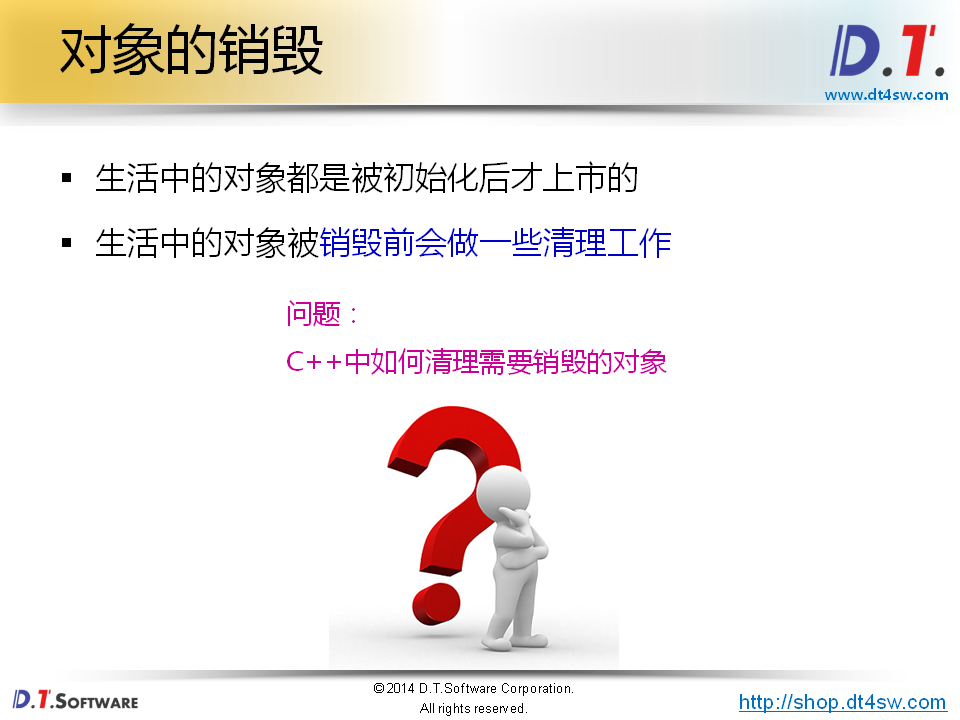 对象的销毁
D.T.
www.dt4sw.com
生活中的对象都是被初始化后才上市的
生活中的对象被销毁前会做一些清理工作
问题：
C++中如何清理需要销毁的对象
D.T.SOFTWARE
©2014 D.T.Software Corporation.
All rights reserved.
http://shop.dt4sw.com